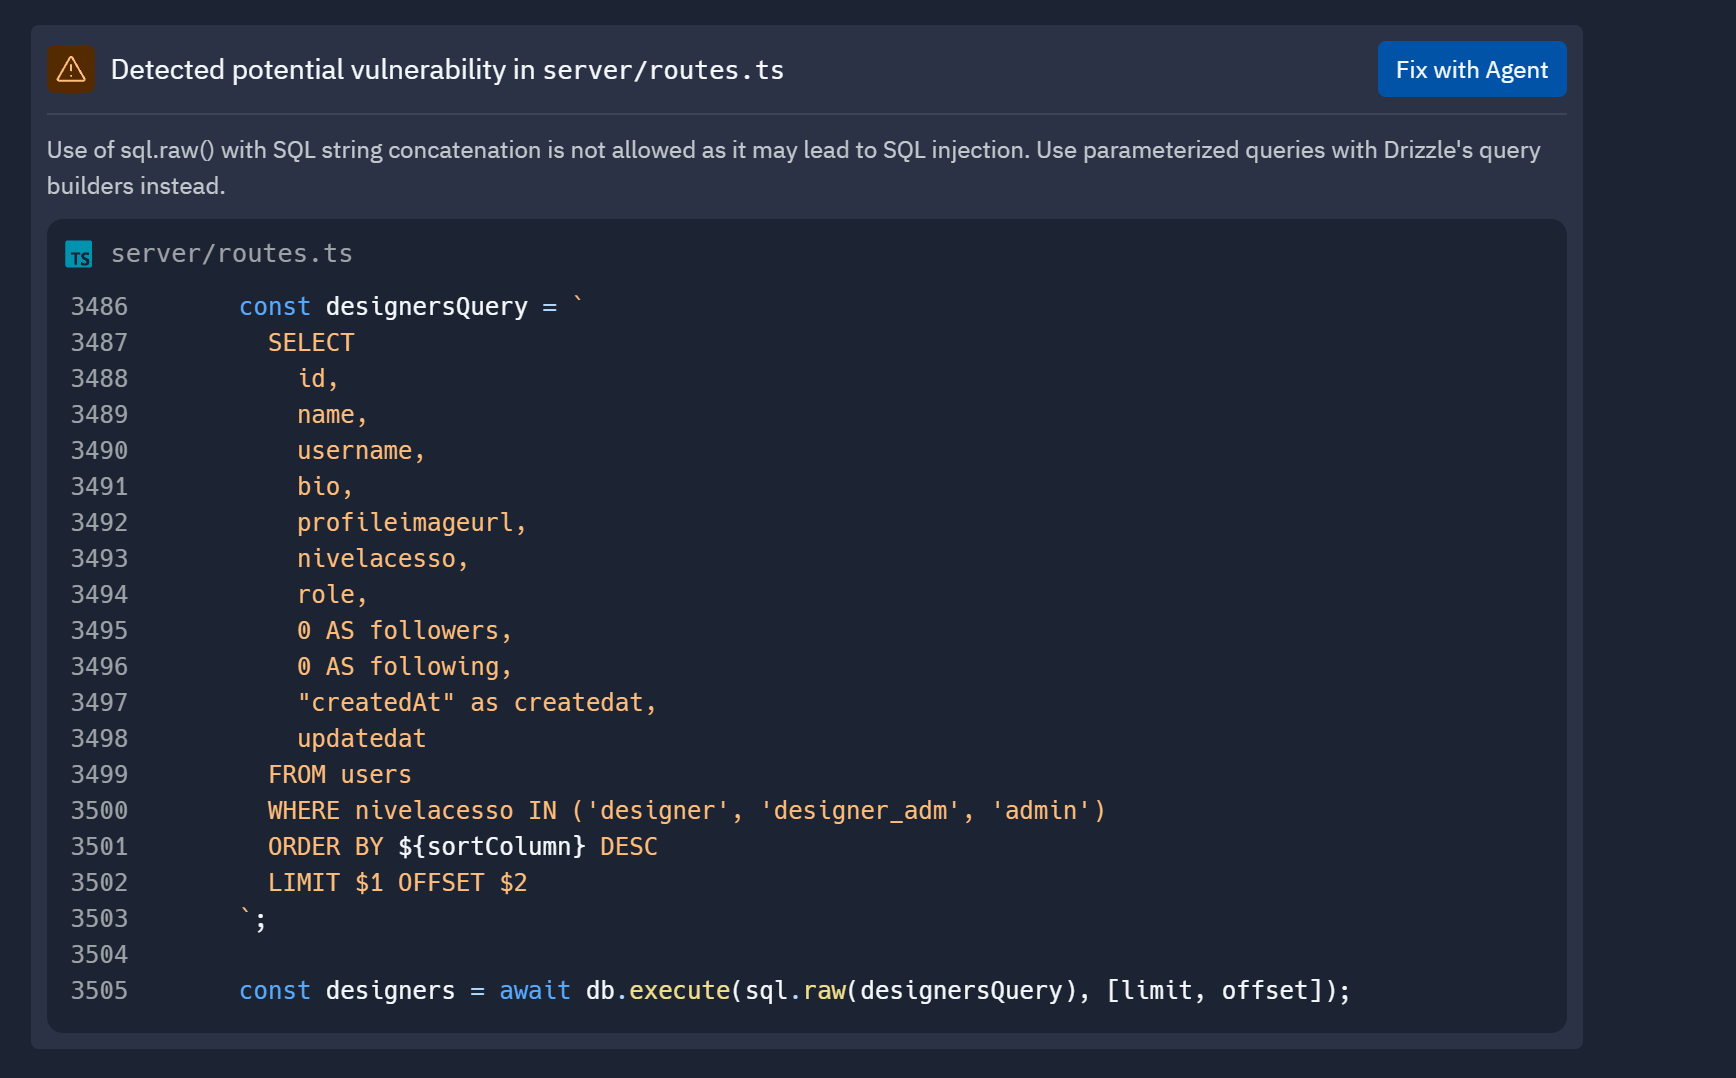 Detected potential vulnerability in server/routes.ts
Fix with Agent
Use of sql.raw() with SQL string concatenation is not allowed as it may lead to SQL injection. Use parameterized queries with Drizzle's query
builders instead.
TS server/routes.ts
3486 const designersQuery = `
3487 SELECT
3488 id,
3489 name,
3490 username,
3491 bio,
3492 profileimageurl,
3493 nivelacesso,
3494 role,
3495 0 AS followers,
3496 0 AS following,
3497 "createdAt" as createdat,
3498 updatedat
3499 FROM users
3500 WHERE nivelacesso IN ('designer', 'designer_adm', 'admin')
3501 ORDER BY ${sortColumn} DESC
3502 LIMIT $1 OFFSET $2
3503 `;
3504
3505 const designers = await db.execute(sql.raw(designersQuery), [limit, offset]);